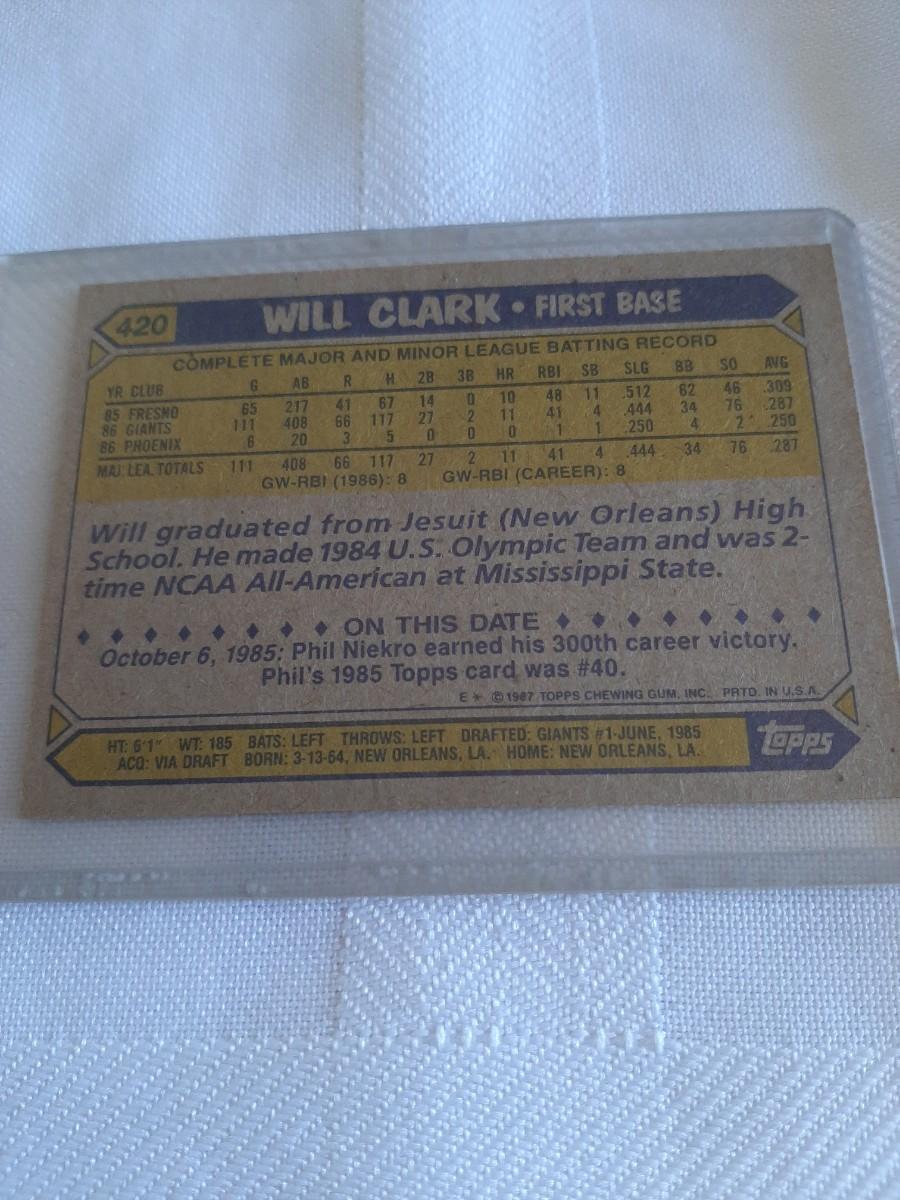 420 WILL CLARK • FIRST BASE
COMPLETE MAJOR AND MINOR LEAGUE BATTING RECORD
YR CLUB G AB R H 2B 3B HR RBI SB SLG BB SO AVG
85 FRESNO 65 217 41 67 14 0 10 48 11 .512 62 46 .309
86 GIANTS 111 408 66 117 27 2 11 41 4 .444 34 76 .287
86 PHOENIX 6 20 3 5 0 0 0 1 1 .250 4 2 .250
MAJ. LEA. TOTALS 111 408 66 117 27 2 11 41 4 .444 34 76 .287
GW-RBI (1986): 8 GW-RBI (CAREER): 8
Will graduated from Jesuit (New Orleans) High
School. He made 1984 U.S. Olympic Team and was 2-
time NCAA All-American at Mississippi State.
ON THIS DATE
October 6, 1985: Phil Niekro earned his 300th career victory.
Phil's 1985 Topps card was #40.
E * © 1987 TOPPS CHEWING GUM, INC. PRTD. IN U.S.A.
HT: 6'1" WT: 185 BATS: LEFT THROWS: LEFT DRAFTED: GIANTS #1-JUNE, 1985
ACQ: VIA DRAFT BORN: 3-13-64, NEW ORLEANS, LA. HOME: NEW ORLEANS, LA.
topps